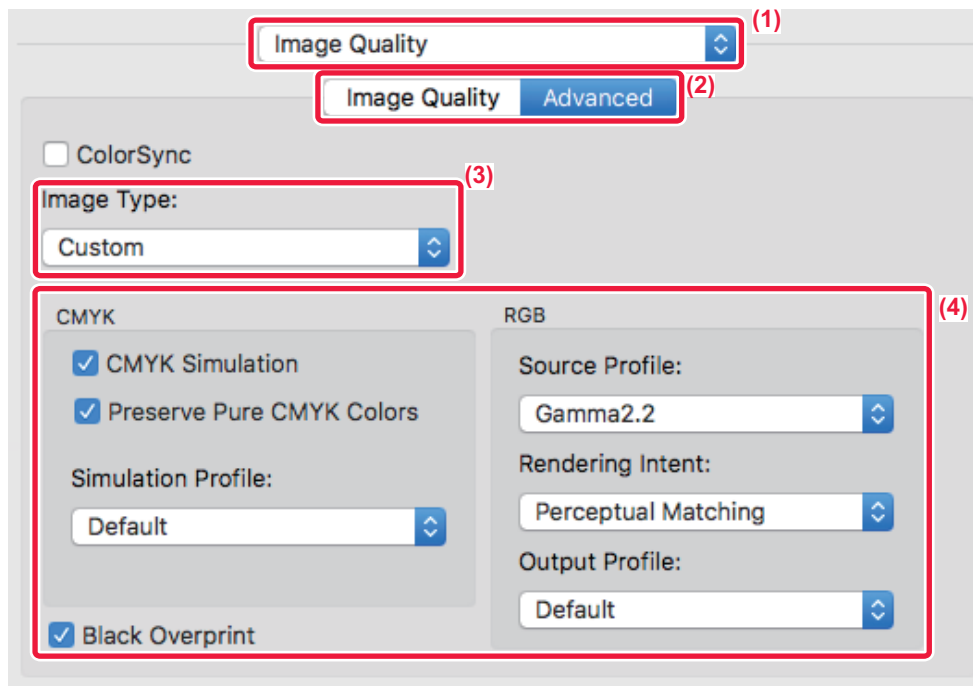 (1)
Image Quality
(2)
Image Quality Advanced
ColorSync
(3)
Image Type:
Custom
(4)
CMYK
CMYK Simulation
Preserve Pure CMYK Colors
Simulation Profile:
Default
Black Overprint
RGB
Source Profile:
Gamma2.2
Rendering Intent:
Perceptual Matching
Output Profile:
Default